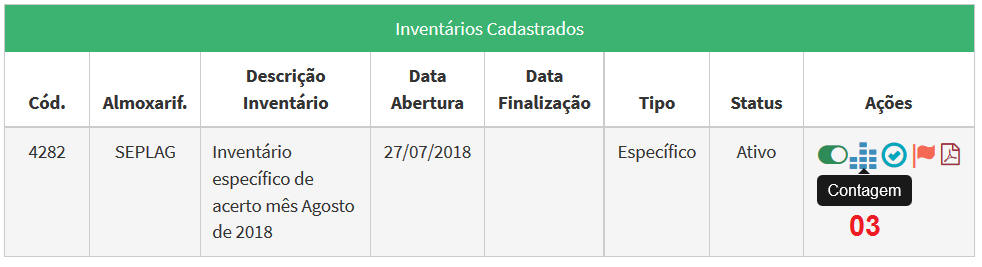 Inventários Cadastrados
Cód.
Almoxarif.
Descrição
Inventário
Data
Abertura
Data
Finalização
Tipo
Status
Ações
4282
SEPLAG
Inventário
específico de
acerto mês Agosto
de 2018
27/07/2018
Específico
Ativo
Contagem
03